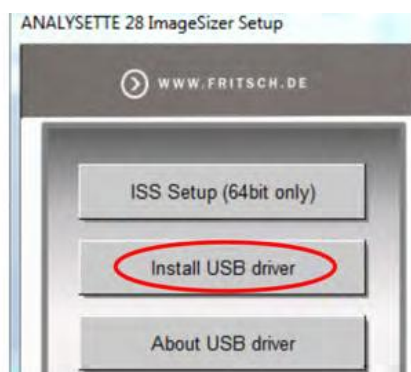 ANALYSETTE 28 ImageSizer Setup
WWW.FRITSCH.DE
ISS Setup (64bit only)
Install USB driver
About USB driver